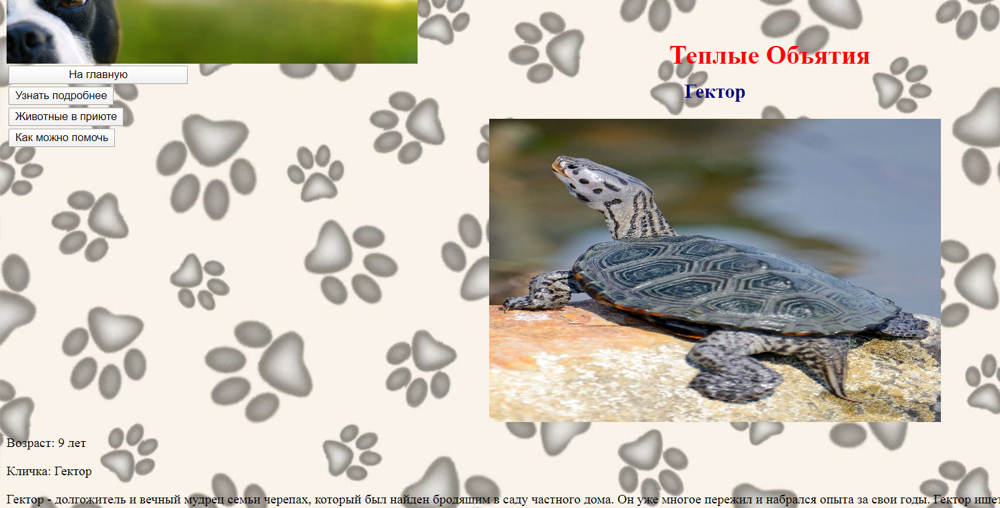 Теплые Объятия
Гектор
На главную
Узнать подробнее
Животные в приюте
Как можно помочь
Возраст: 9 лет
Кличка: Гектор
Гектор - долгожитель и вечный мудрец семьи черепах, который был найден бродящим в саду частного дома. Он уже многое пережил и набрался опыта за свои годы. Гектор ищет